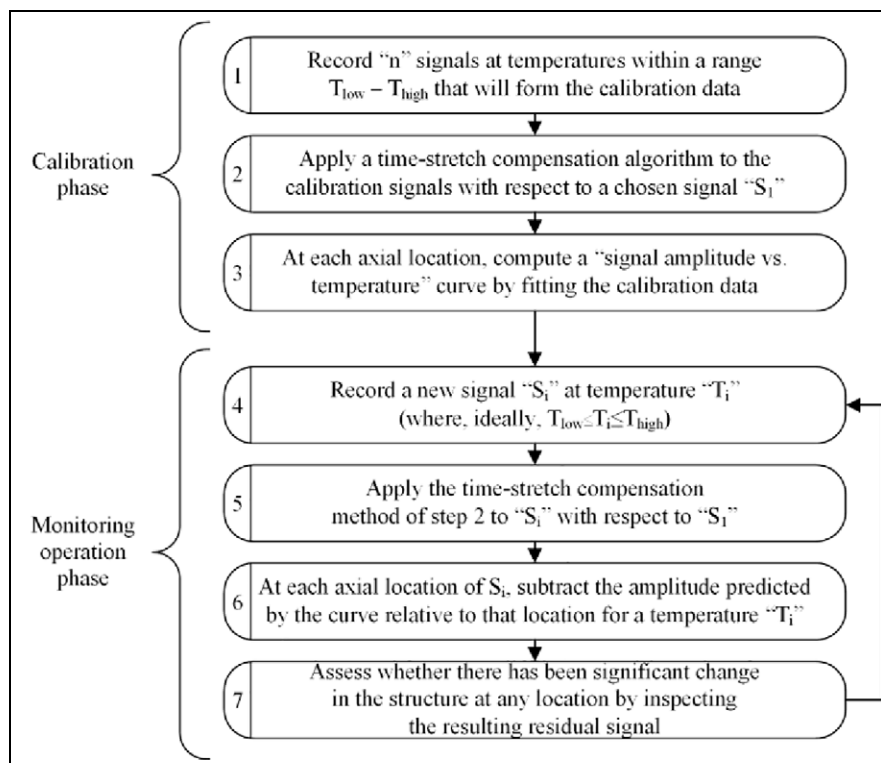 Calibration
phase
1
Record “n” signals at temperatures within a range
Tlow – Thigh that will form the calibration data
2
Apply a time-stretch compensation algorithm to the
calibration signals with respect to a chosen signal “S1”
3
At each axial location, compute a “signal amplitude vs.
temperature” curve by fitting the calibration data
Monitoring
operation
phase
4
Record a new signal “Si” at temperature “Ti”
(where, ideally, Tlow≤Ti≤Thigh)
5
Apply the time-stretch compensation
method of step 2 to “Si” with respect to “S1”
6
At each axial location of Si, subtract the amplitude predicted
by the curve relative to that location for a temperature “Ti”
7
Assess whether there has been significant change
in the structure at any location by inspecting
the resulting residual signal